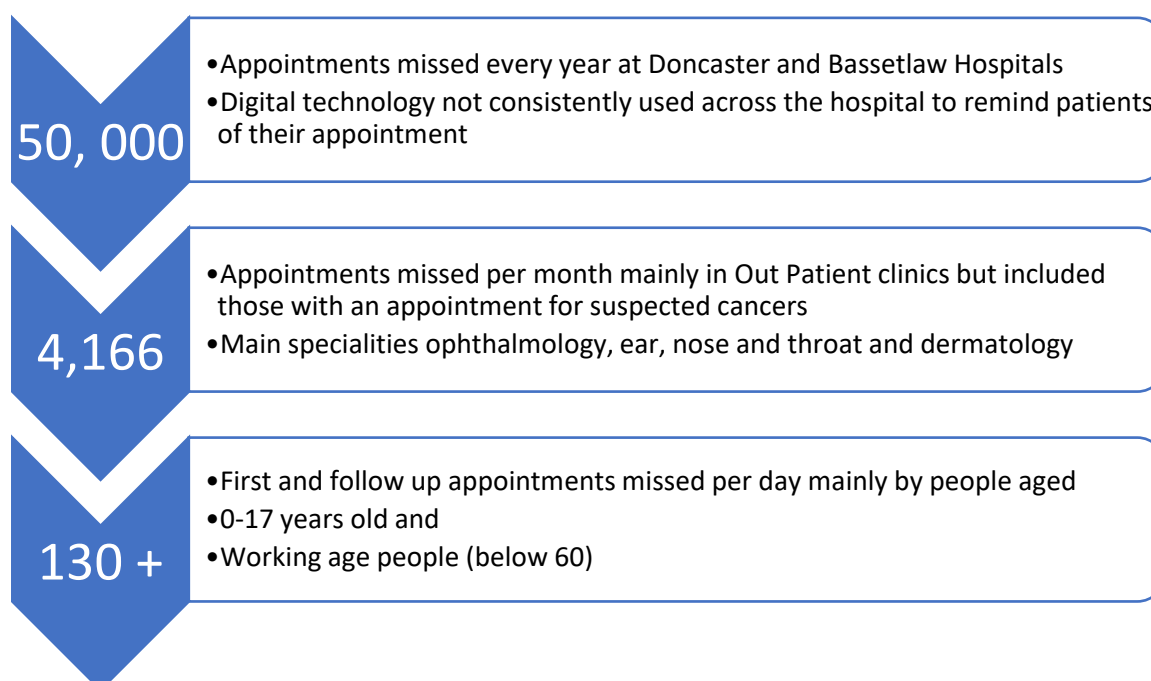 50, 000
•Appointments missed every year at Doncaster and Bassetlaw Hospitals
•Digital technology not consistently used across the hospital to remind patients
of their appointment
4,166
•Appointments missed per month mainly in Out Patient clinics but included
those with an appointment for suspected cancers
•Main specialities ophthalmology, ear, nose and throat and dermatology
130 +
•First and follow up appointments missed per day mainly by people aged
•0-17 years old and
•Working age people (below 60)